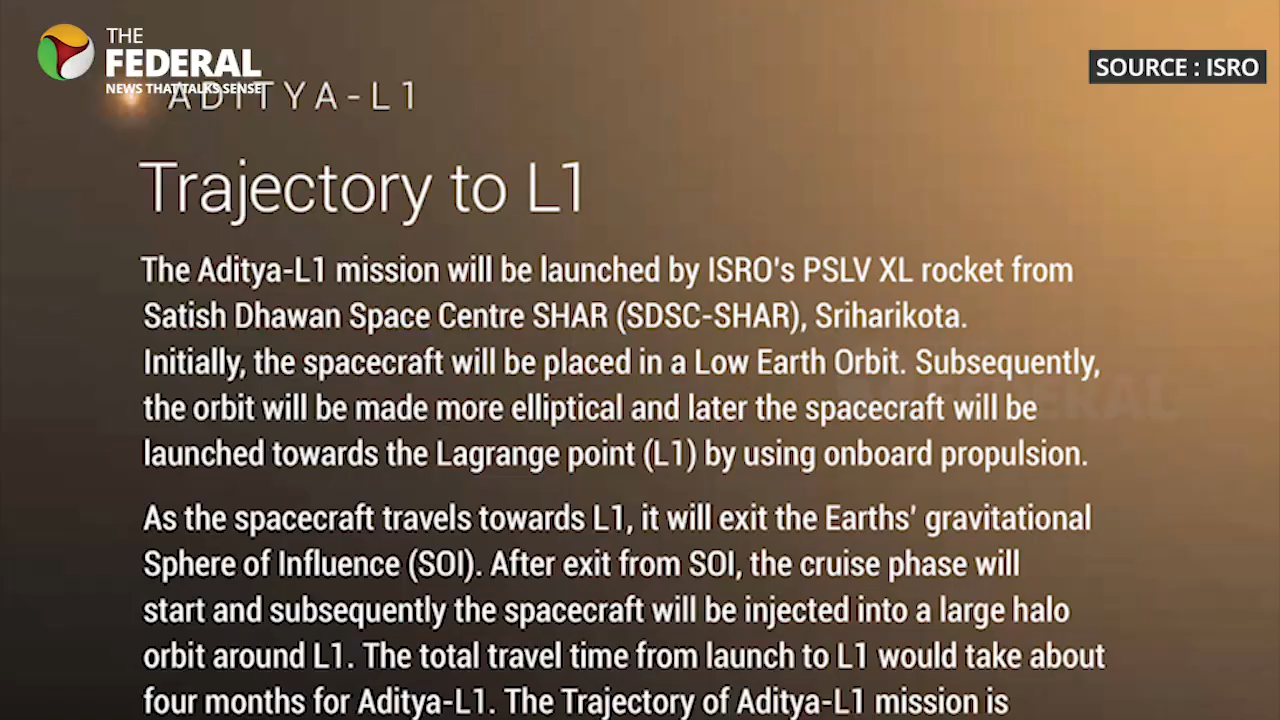 THE
FEDERAL
NEWS THAT TALKS SENSE
SOURCE : ISRO
ADITYA-L1
Trajectory to L1
The Aditya-L1 mission will be launched by ISRO's PSLV XL rocket from
Satish Dhawan Space Centre SHAR (SDSC-SHAR), Sriharikota.
Initially, the spacecraft will be placed in a Low Earth Orbit. Subsequently,
the orbit will be made more elliptical and later the spacecraft will be
launched towards the Lagrange point (L1) by using onboard propulsion.
As the spacecraft travels towards L1, it will exit the Earths' gravitational
Sphere of Influence (SOI). After exit from SOI, the cruise phase will
start and subsequently the spacecraft will be injected into a large halo
orbit around L1. The total travel time from launch to L1 would take about
four months for Aditya-L1. The Trajectory of Aditya-L1 mission is